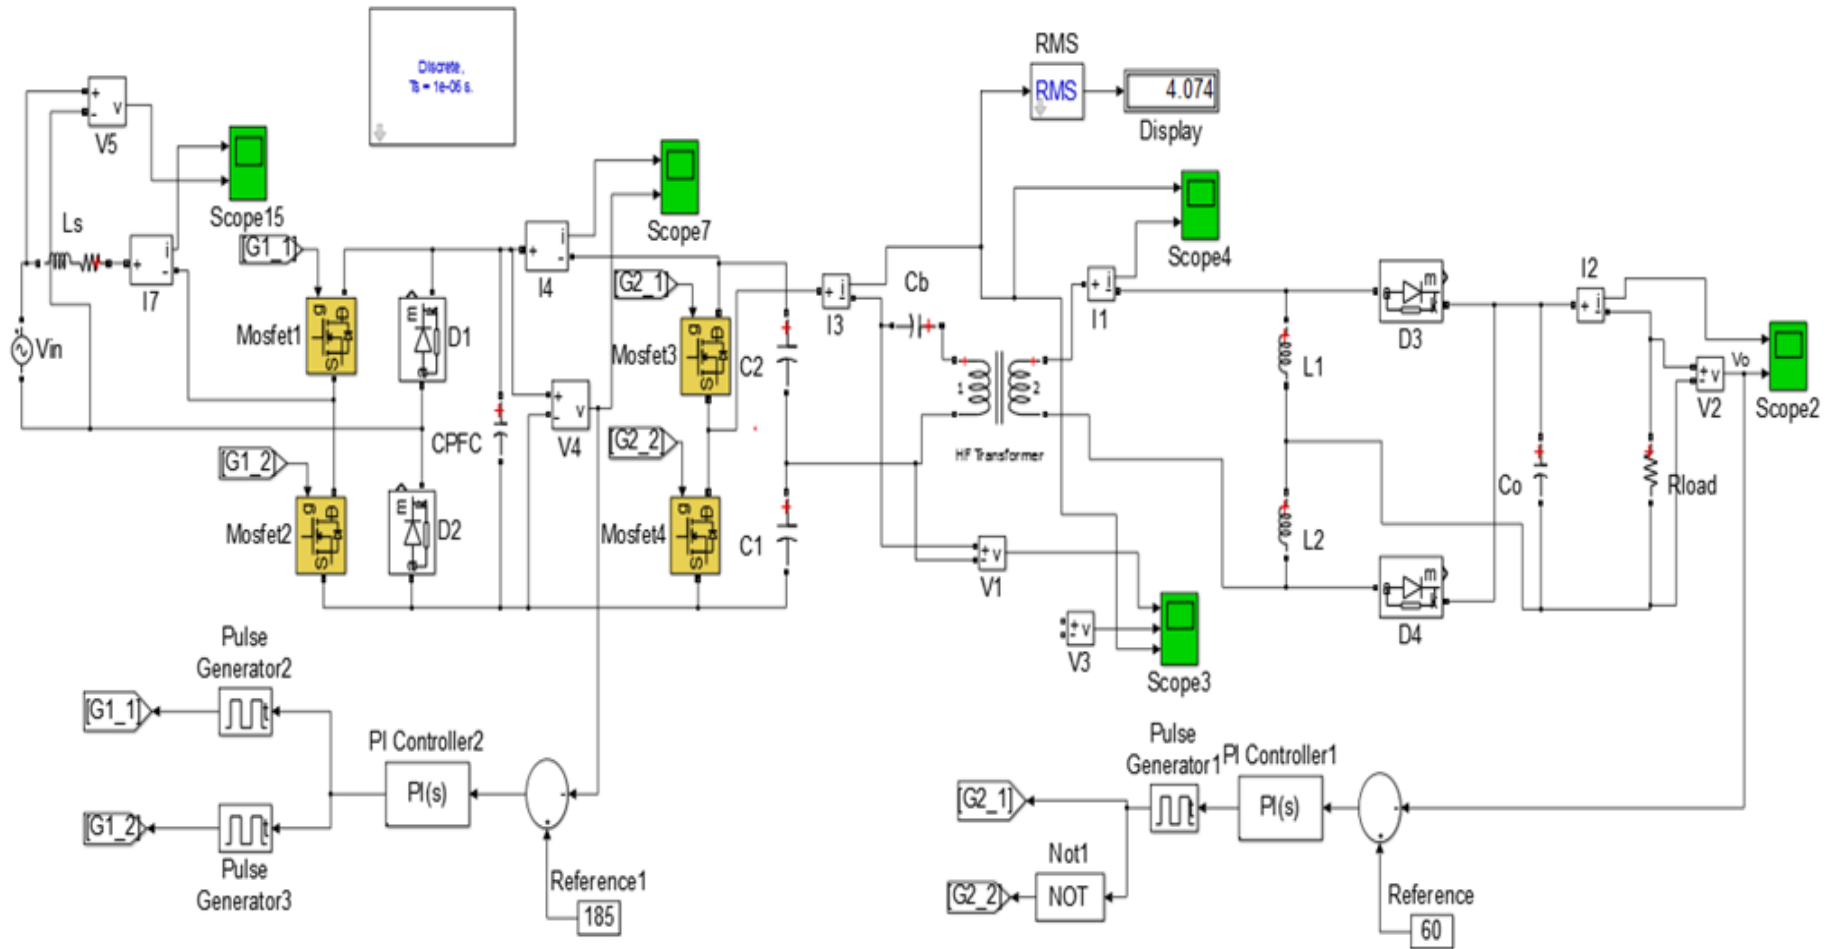 Discrete,
Ts = 1e-06 s.
RMS
RMS
4.074
Display
+
-
v
V5
Scope15
Ls
+
i
-
I7
Vin
[G1_1]
g
m
Mosfet1
S
D1
[G1_2]
g
m
Mosfet2
S
D2
CPFC
+
i
-
I4
Scope7
+
-
v
V4
[G2_1]
g
Mosfet3
S
[G2_2]
g
Mosfet4
S
C2
C1
+
i
-
I3
Cb
1
2
HF Transformer
+
i
-
I1
Scope4
+
-
v
V1
+
-
v
V3
Scope3
L1
L2
m
D3
m
D4
Co
+
i
-
I2
Rload
+
-
v
V2
Vo
Scope2
Pulse
Generator2
[G1_1]
t
[G1_2]
t
Pulse
Generator3
PI Controller2
PI(s)
-
+
Reference1
185
Pulse
Generator1
t
PI Controller1
PI(s)
-
+
[G2_1]
[G2_2]
Not1
NOT
Reference
60